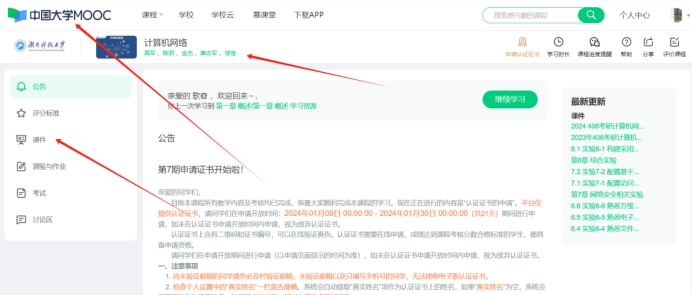 中国大学MOOC
课程
学校
学校云
慕课堂
下载APP
搜索感兴趣的课程
个人中心
湖南科技大学
计算机网络
申请认证证书
学习时长
课程进度提醒
帮助
分享
评价课程
公告
评分标准
课件
测验与作业
考试
讨论区
亲爱的 歌奋 ，欢迎回来~，
你上一次学习到 第一章 概述/第一章 概述 学习资源
继续学习
公告
第7期申请证书开始啦！
亲爱的同学们，
目前本课程所有教学内容及考核均已完成，恭喜大家顺利完成本课程的学习。现在正在进行的内容是“认证证书的申请”。平台仅
提供认证证书，请同学们在申请开放时间：2024年01月09日 00:00:00 - 2024年01月30日 00:00:00（共21天）期间进行申
请，如未在认证证书申请开放时间内申请，视为放弃认证证书。
认证证书上含有二维码和证书编号，可以在线验证真伪。认证证书需要在线申请，成绩达到课程考核分数合格标准的学生，都具
备申请资格。
请同学们在申请开放期间进行申请（以申请页面显示的时间为准），如未在认证证书申请开放时间内申请，视为放弃认证证书。
一、注意事项
1. 尚未验证邮箱的同学请务必及时验证邮箱，未验证邮箱以及只填写手机号的同学，无法接收电子版认证证书。
2. 检查个人设置中的“真实姓名”一栏是否准确。系统会自动提取“真实姓名”项作为认证证书上的姓名，如果“真实姓名”为空，系统会
最新更新
课件
2024 408考研计算机网...
2023年408考研计算机...
8.1 实验8-1 构建采用...
第8章 综合实验
7.2 实验7-2 配置基于...
7.1 实验7-1 配置访问...
第7章 网络安全相关实验
6.6 实验6-6 熟悉万维...
6.5 实验6-5 熟悉电子...
6.4 实验6-4 熟悉文件...